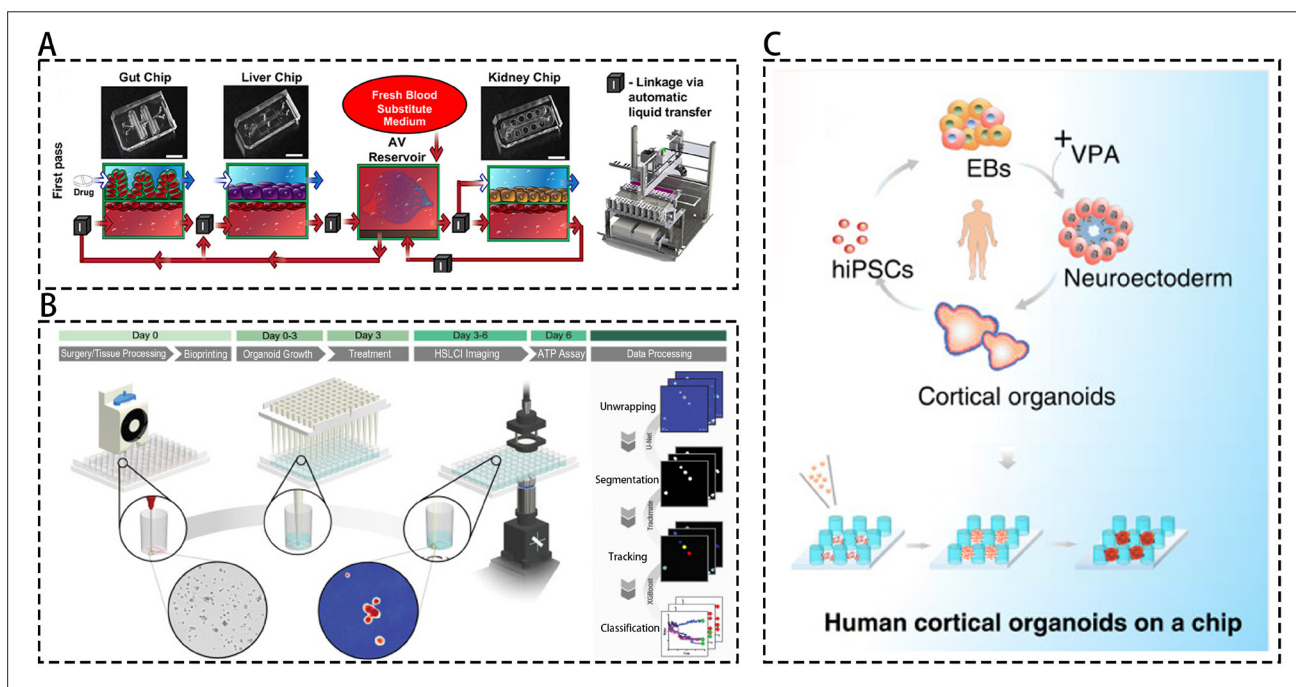 A
Gut Chip
Liver Chip
Fresh Blood
Substitute
Medium
AV
Reservoir
Kidney Chip
I
- Linkage via
automatic
liquid transfer
First pass
Drug
I
I
I
I
I
B
Day 0
Day 0-3
Day 3
Day 3-6
Day 6
Surgery/Tissue Processing
Bioprinting
Organoid Growth
Treatment
HSLCI Imaging
ATP Assay
Data Processing
Unwrapping
U-Net
Segmentation
Trackmate
Tracking
XGBoost
Classification
C
EBs
+VPA
hiPSCs
Neuroectoderm
Cortical organoids
Human cortical organoids on a chip